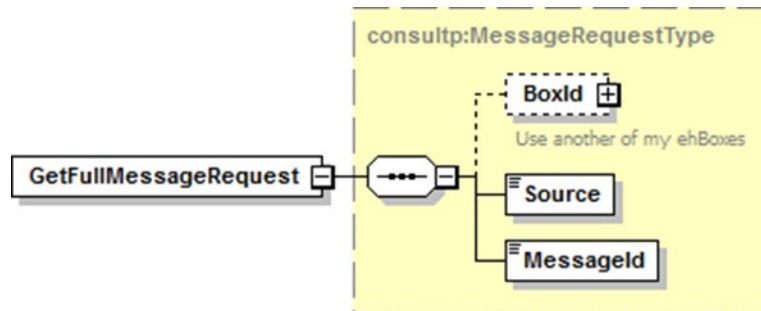 consultp:MessageRequestType
BoxId
Use another of my ehBoxes
GetFullMessageRequest
Source
MessageId